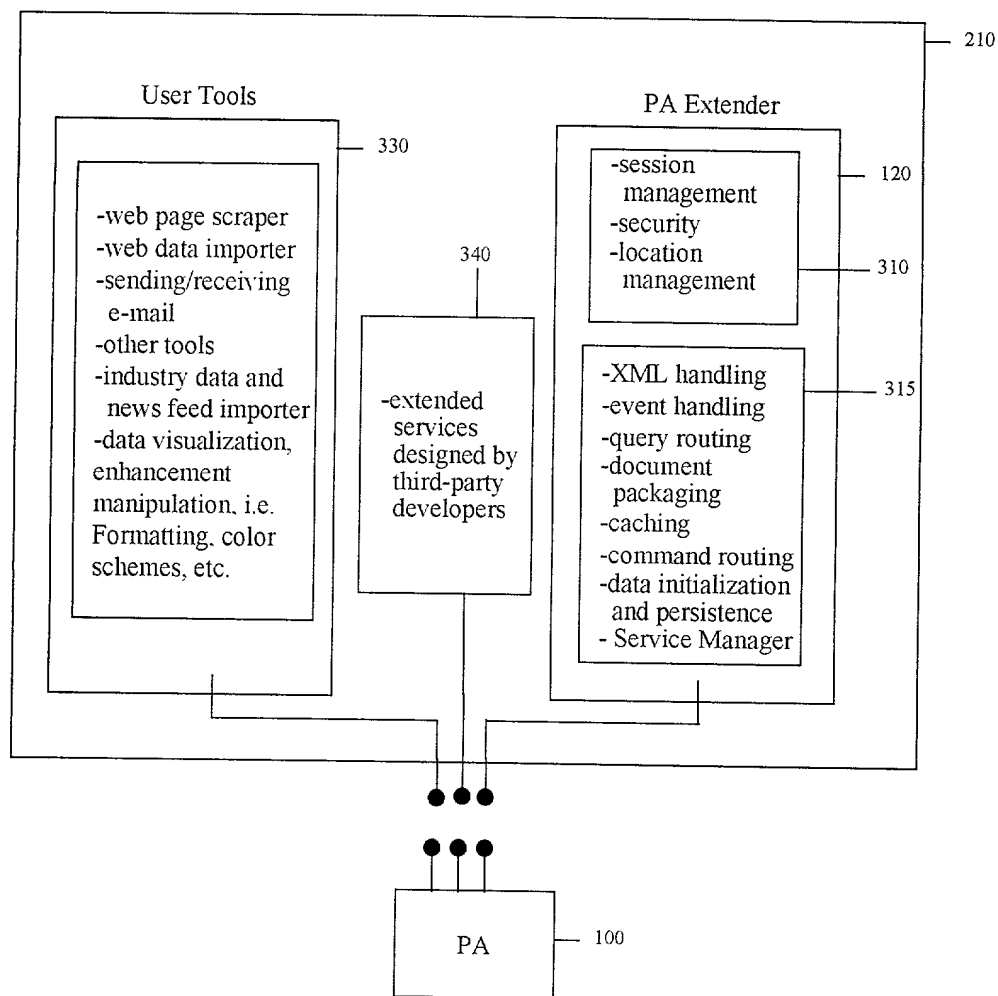 210
User Tools
330
-web page scraper
-web data importer
-sending/receiving
e-mail
-other tools
-industry data and
news feed importer
-data visualization,
enhancement
manipulation, i.e.
Formatting, color
schemes, etc.
340
-extended
services
designed by
third-party
developers
PA Extender
120
-session
management
-security
-location
management
310
315
-XML handling
-event handling
-query routing
-document
packaging
-caching
-command routing
-data initialization
and persistence
- Service Manager
PA
100